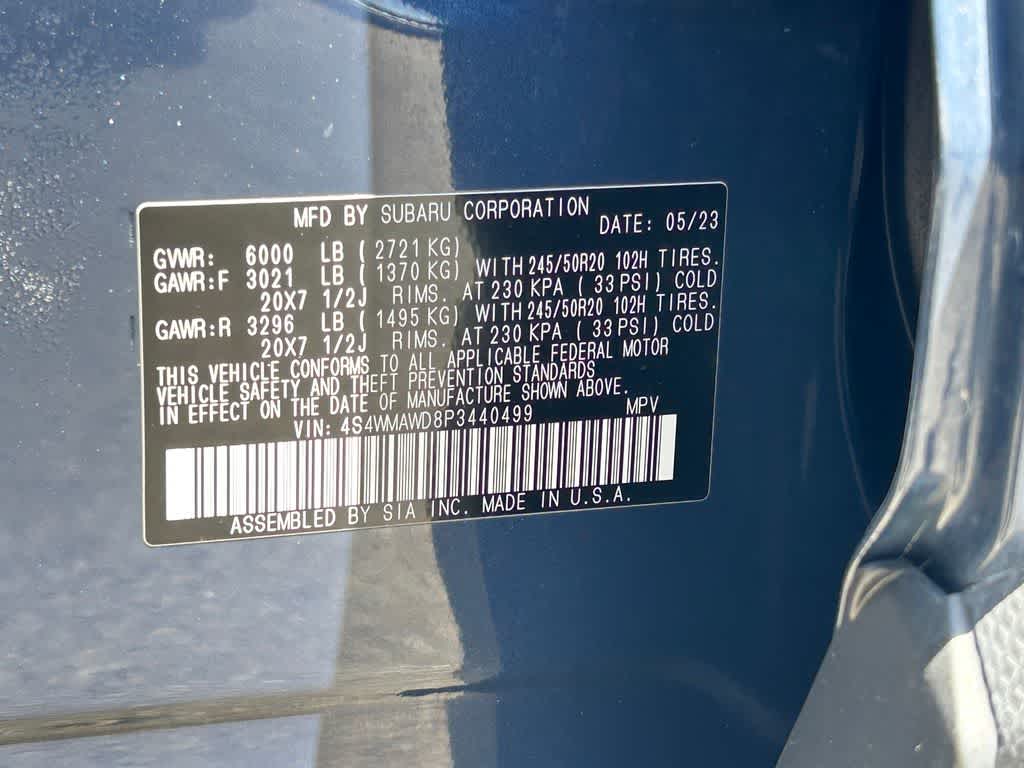 MFD BY SUBARU CORPORATION DATE: 05/23
GVWR: 6000 LB ( 2721 KG)
GAWR:F 3021 LB ( 1370 KG) WITH 245/50R20 102H TIRES.
20X7 1/2J RIMS. AT 230 KPA ( 33 PSI) COLD
GAWR:R 3296 LB ( 1495 KG) WITH 245/50R20 102H TIRES.
20X7 1/2J RIMS. AT 230 KPA ( 33 PSI) COLD
THIS VEHICLE CONFORMS TO ALL APPLICABLE FEDERAL MOTOR
VEHICLE SAFETY AND THEFT PREVENTION STANDARDS
IN EFFECT ON THE DATE OF MANUFACTURE SHOWN ABOVE.
VIN: 4S4WMAWD8P3440499 MPV
ASSEMBLED BY SIA INC. MADE IN U.S.A.